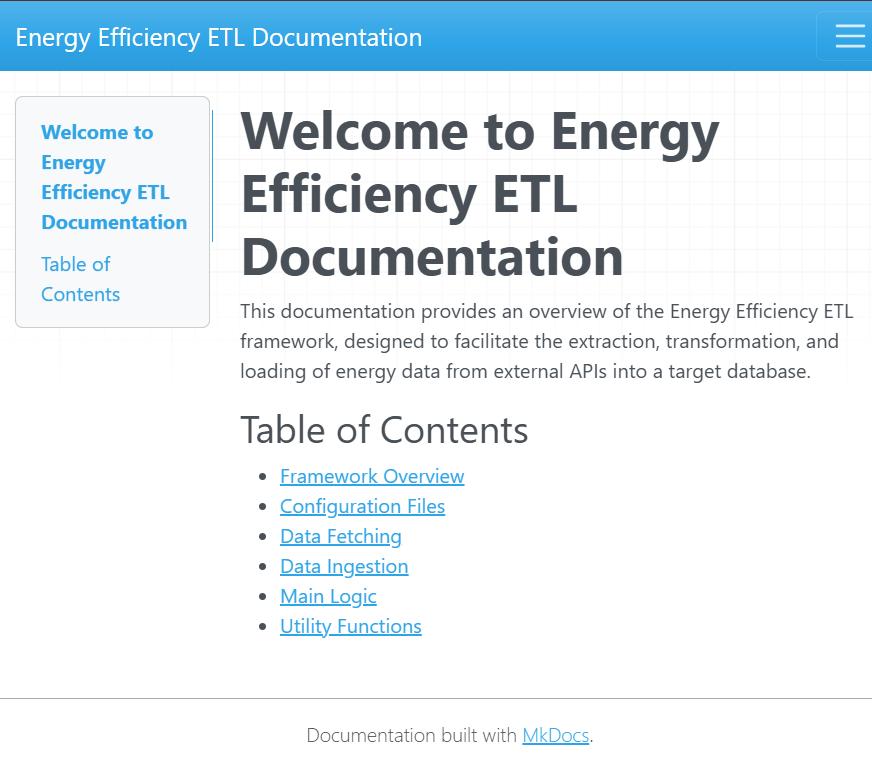 Energy Efficiency ETL Documentation
Welcome to
Energy
Efficiency ETL
Documentation
Table of
Contents
Welcome to Energy
Efficiency ETL
Documentation
This documentation provides an overview of the Energy Efficiency ETL
framework, designed to facilitate the extraction, transformation, and
loading of energy data from external APIs into a target database.
Table of Contents
Framework Overview
Configuration Files
Data Fetching
Data Ingestion
Main Logic
Utility Functions
Documentation built with MkDocs.